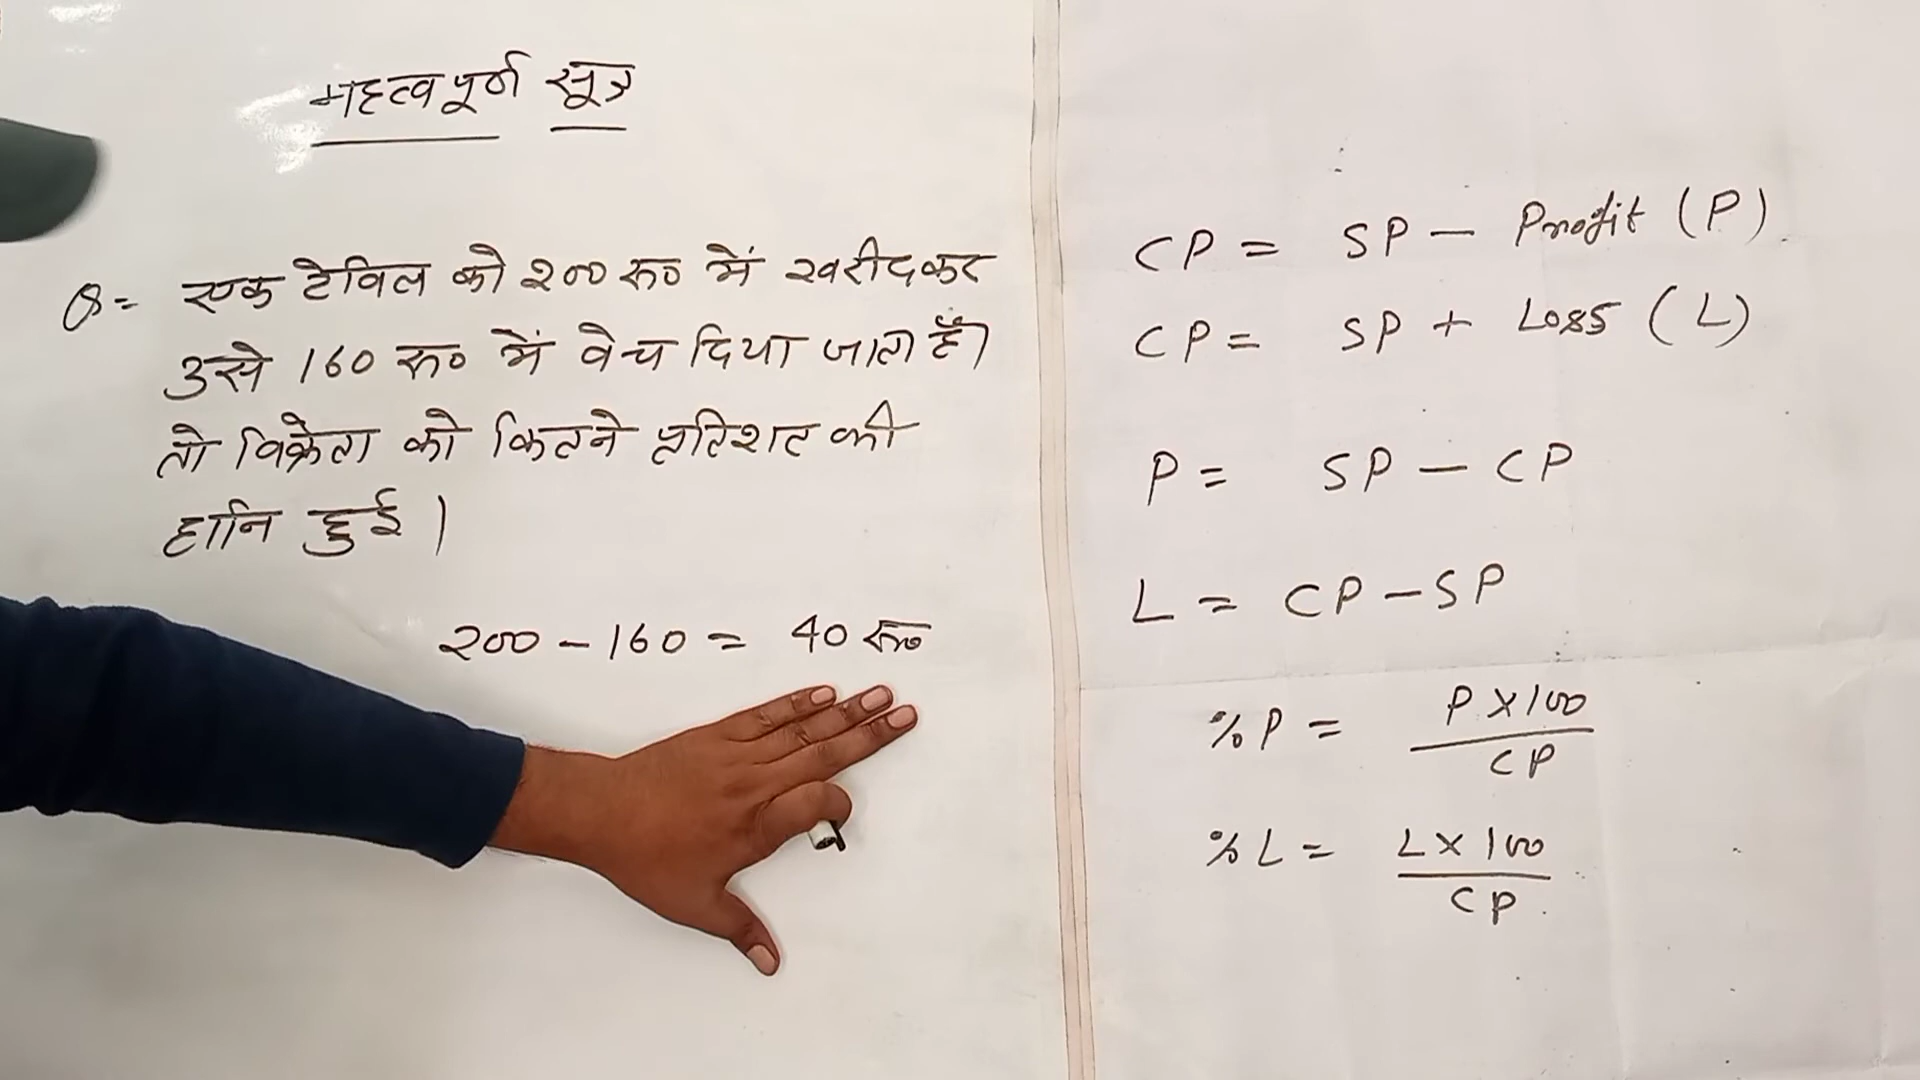 महत्वपूर्ण सूत्र
Q= एक टेविल को 200 रू० में खरीदकर
उसे 160 रू० में वेच दिया जाता हैं।
तो विक्रेता को कितने प्रतिशत की
हानि हुई।
200 - 160 = 40 रू०
CP = SP - Profit (P)
CP = SP + Loss (L)
P = SP - CP
L = CP - SP
% P = P X 100
CP
% L = L X 100
CP